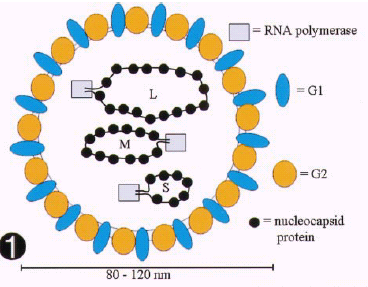 = RNA polymerase
L
= G1
M
S
= G2
= nucleocapsid
protein
1
80 - 120 nm